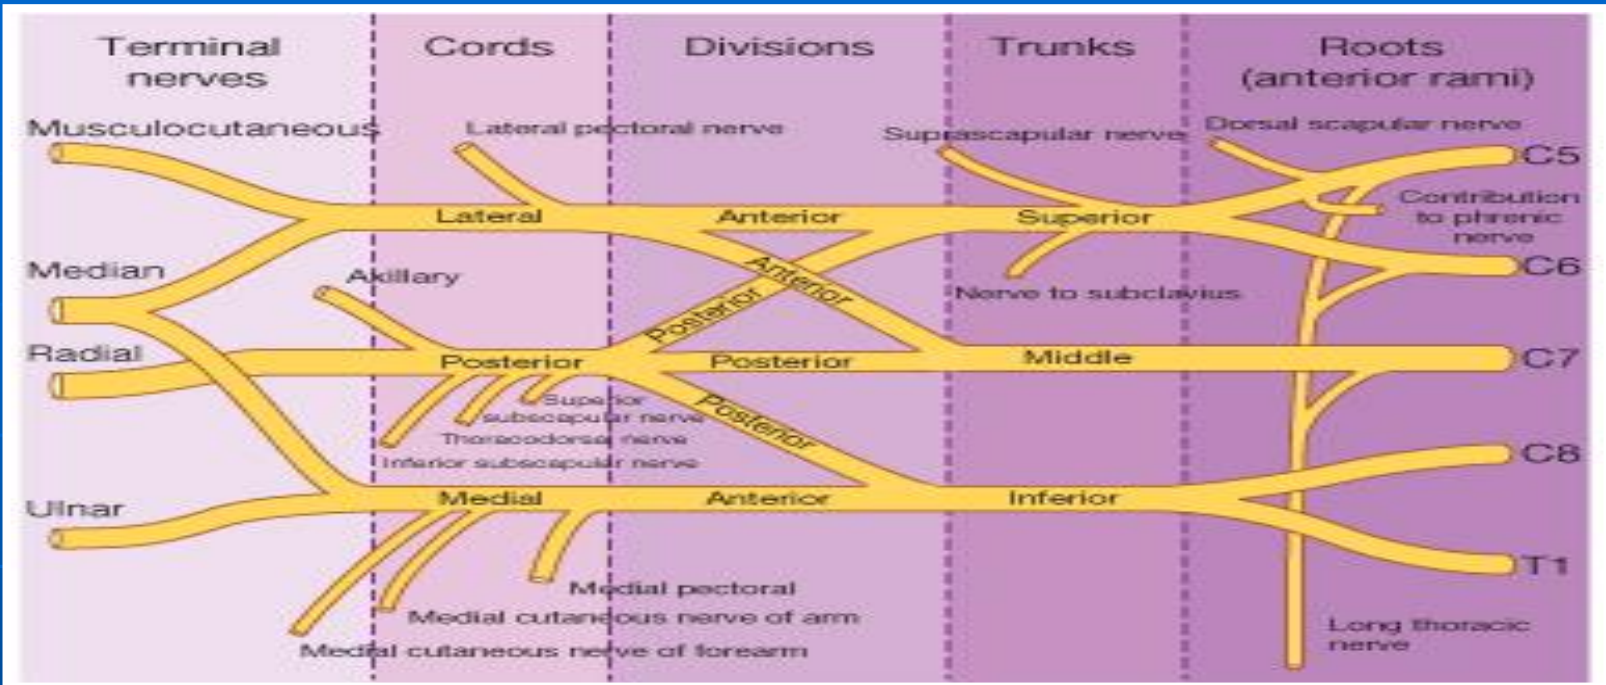 Terminal
nerves
Cords
Divisions
Trunks
Roots
(anterior rami)
Musculocutaneous
Lateral pectoral nerve
Suprascapular nerve
Dorsal scapular nerve
C5
Contribution
to phrenic
nerve
Lateral
Anterior
Superior
C6
Median
Axillary
Anterior
Posterior
Nerve to subclavius
Radial
Posterior
Posterior
Middle
C7
Superior
subscapular nerve
Thoracodorsal nerve
Inferior subscapular nerve
Posterior
C8
Ulnar
Medial
Anterior
Inferior
T1
Medial pectoral
Medial cutaneous nerve of arm
Medial cutaneous nerve of forearm
Long thoracic
nerve